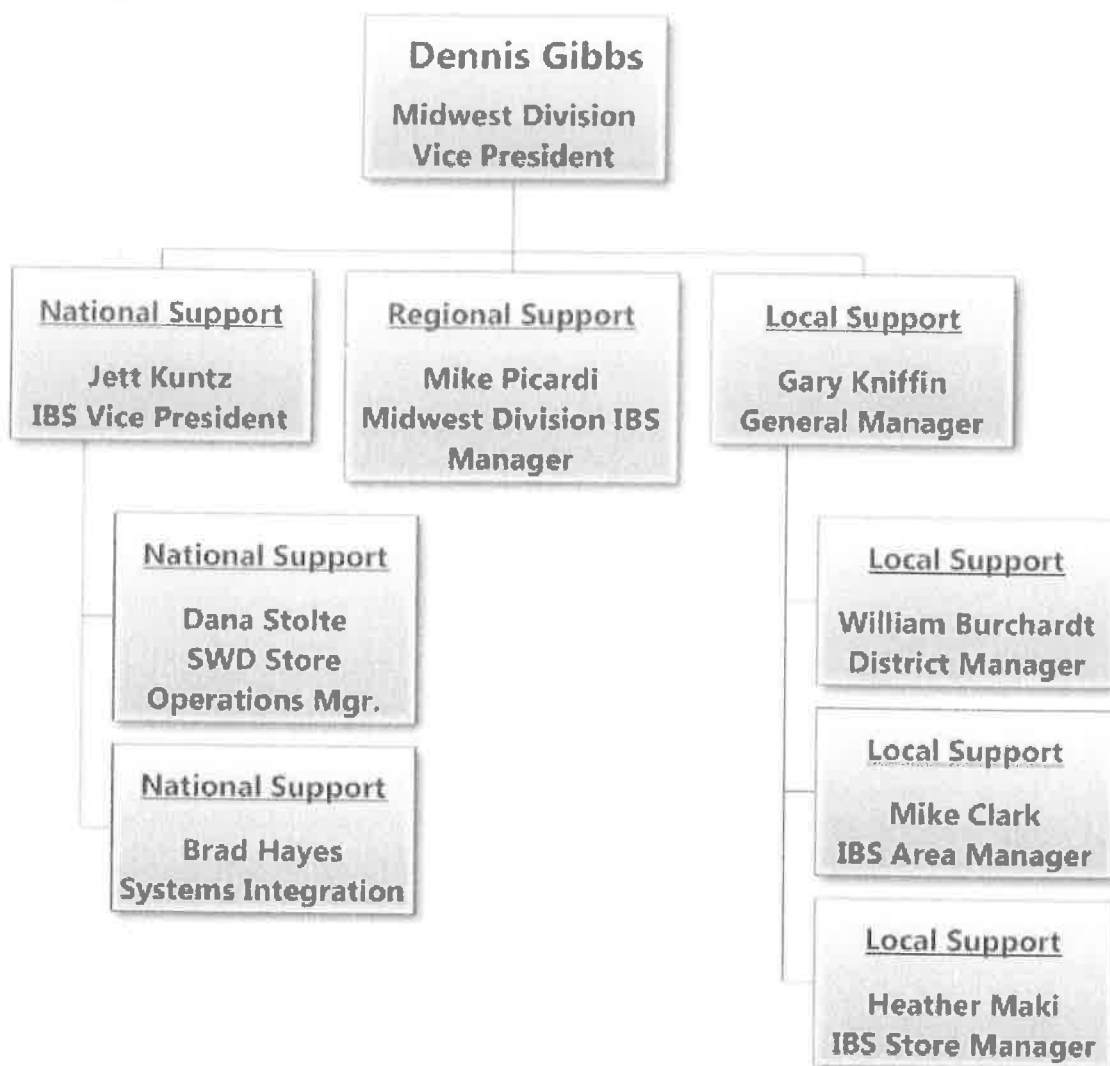 Dennis Gibbs
Midwest Division
Vice President
National Support
Jett Kuntz
IBS Vice President
Regional Support
Mike Picardi
Midwest Division IBS
Manager
Local Support
Gary Kniffin
General Manager
National Support
Dana Stolte
SWD Store
Operations Mgr.
National Support
Brad Hayes
Systems Integration
Local Support
William Burchardt
District Manager
Local Support
Mike Clark
IBS Area Manager
Local Support
Heather Maki
IBS Store Manager